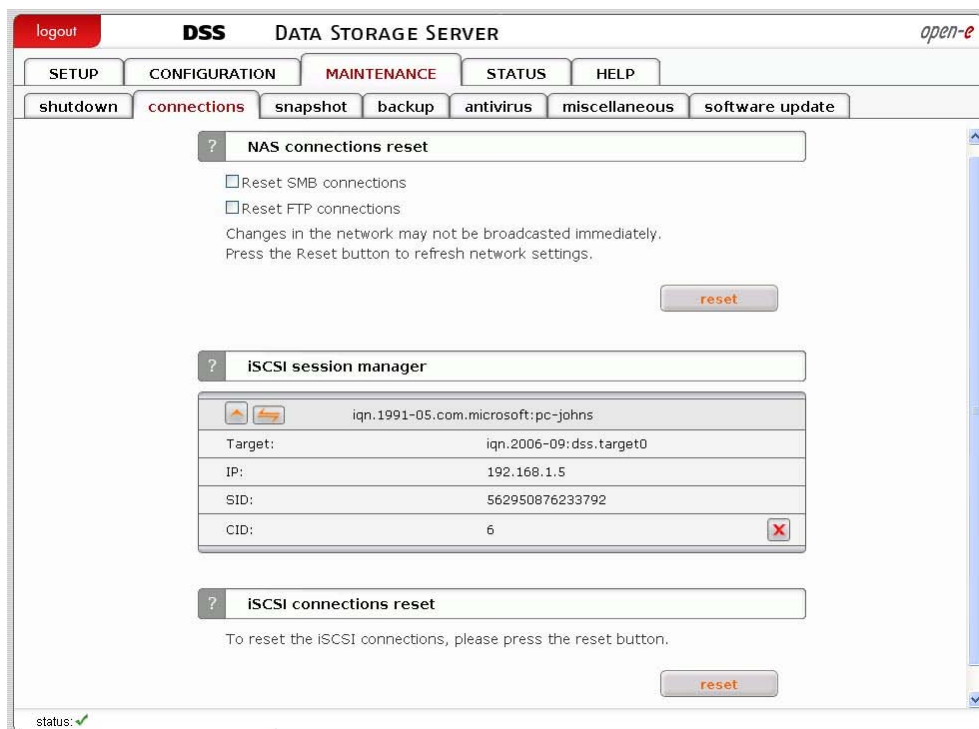 logout
DSS DATA STORAGE SERVER
open-e
SETUP CONFIGURATION MAINTENANCE STATUS HELP
shutdown connections snapshot backup antivirus miscellaneous software update
? NAS connections reset
Reset SMB connections
Reset FTP connections
Changes in the network may not be broadcasted immediately.
Press the Reset button to refresh network settings.
reset
? iSCSI session manager
iqn.1991-05.com.microsoft:pc-johns
Target: iqn.2006-09:dss.target0
IP: 192.168.1.5
SID: 562950876233792
CID: 6
? iSCSI connections reset
To reset the iSCSI connections, please press the reset button.
reset
status: